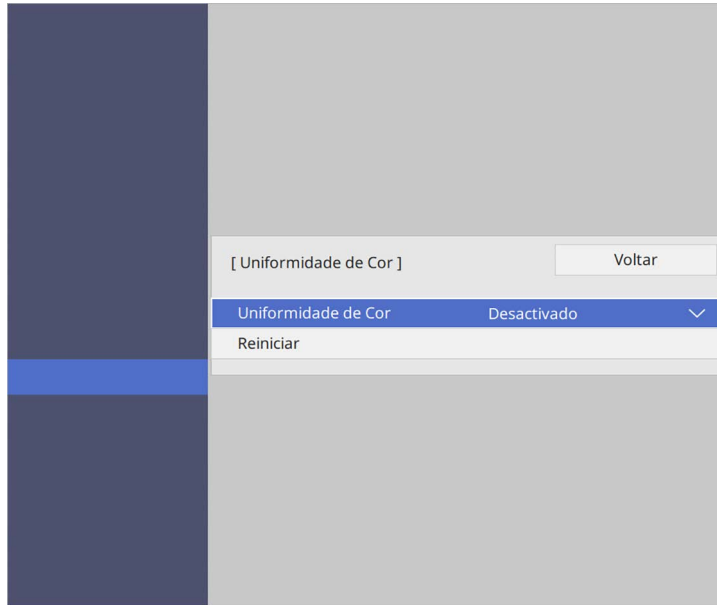 [ Uniformidade de Cor ] Voltar
Uniformidade de Cor Desactivado
Reiniciar